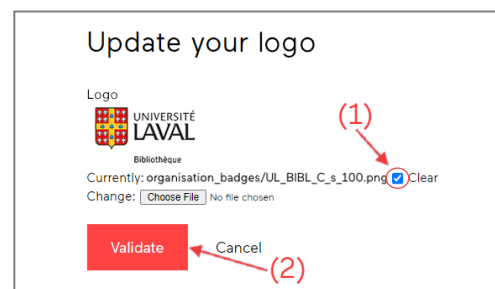 Update your logo
Logo
UNIVERSITÉ
LAVAL
Bibliothèque
(1)
Currently: organisation_badges/UL_BIBL_C_s_100.png Clear
Change: Choose File No file chosen
Validate Cancel
(2)